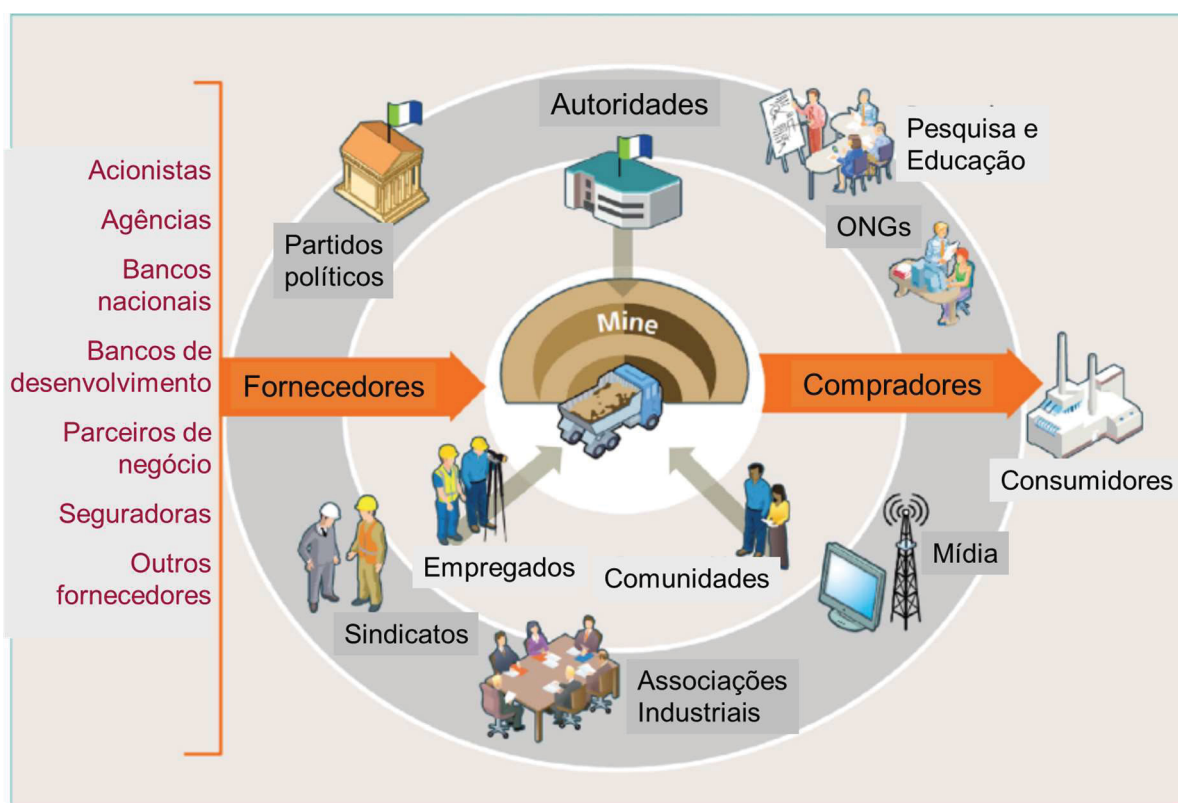 Acionistas
Agências
Bancos
nacionais
Bancos de
desenvolvimento
Parceiros de
negócio
Seguradoras
Outros
fornecedores
Fornecedores
Partidos
políticos
Autoridades
Pesquisa e
Educação
ONGs
Mine
Compradores
Consumidores
Mídia
Comunidades
Empregados
Sindicatos
Associações
Industriais